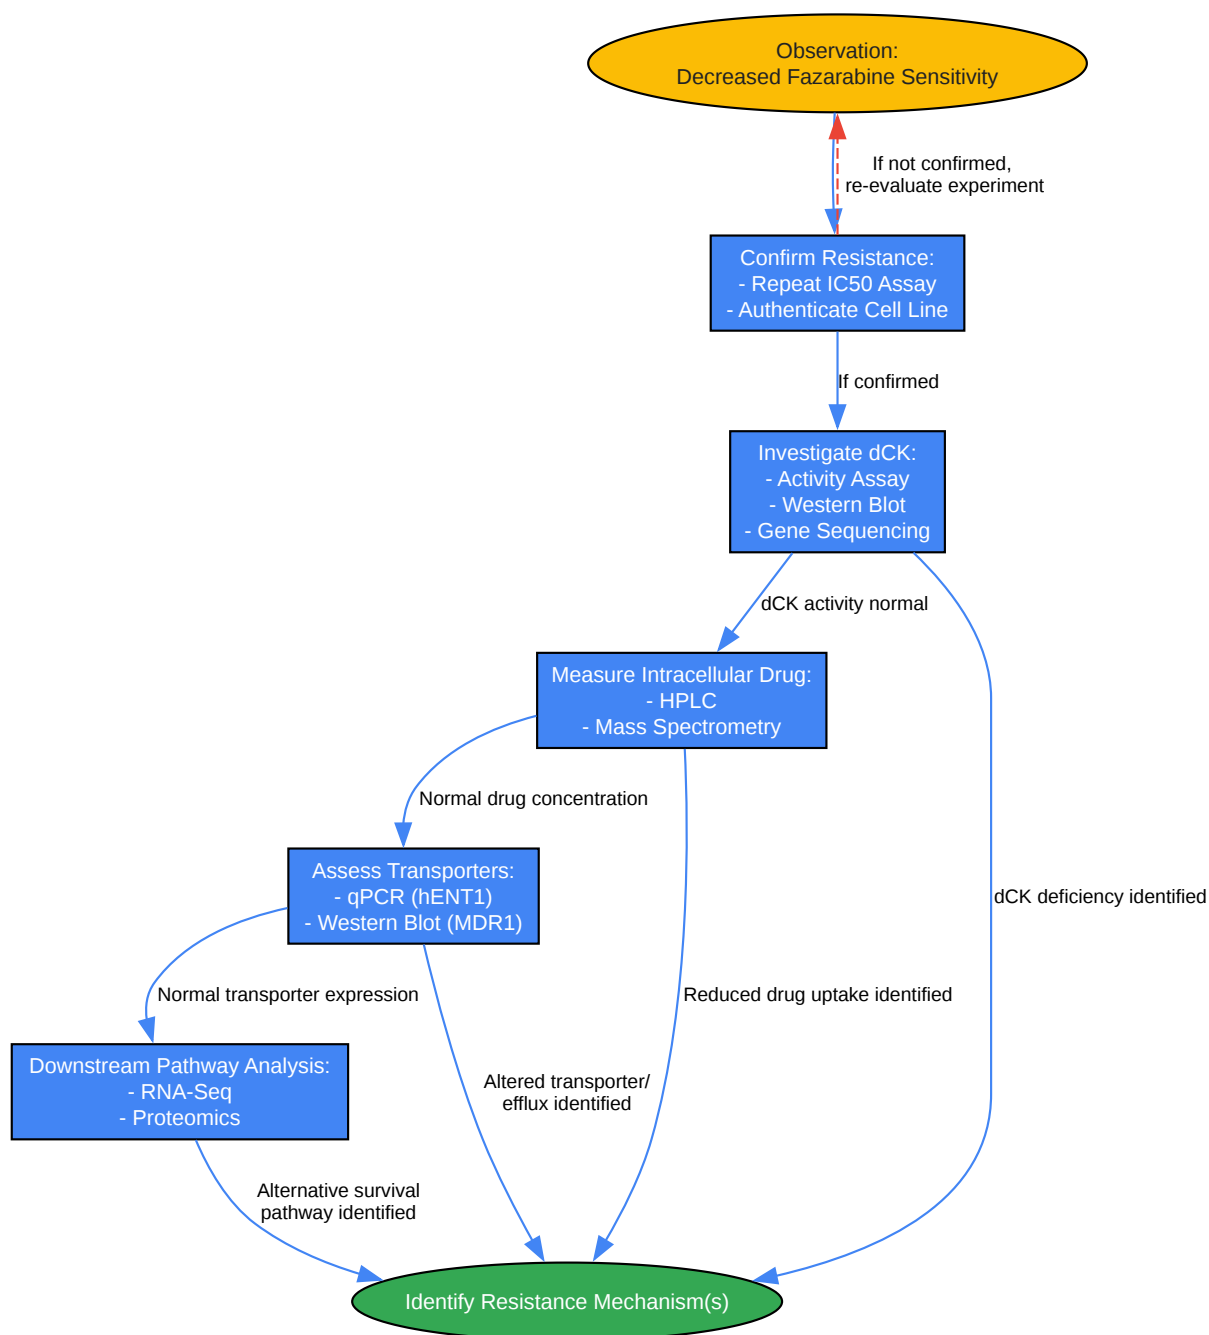 Observation:
Decreased Fazarabine Sensitivity
If not confirmed,
re-evaluate experiment
Confirm Resistance:
- Repeat IC50 Assay
- Authenticate Cell Line
If confirmed
Investigate dCK:
- Activity Assay
- Western Blot
- Gene Sequencing
dCK activity normal
Measure Intracellular Drug:
- HPLC
- Mass Spectrometry
Normal drug concentration
Assess Transporters:
- qPCR (hENT1)
- Western Blot (MDR1)
dCK deficiency identified
Normal transporter expression
Reduced drug uptake identified
Downstream Pathway Analysis:
- RNA-Seq
- Proteomics
Altered transporter/
efflux identified
Alternative survival
pathway identified
Identify Resistance Mechanism(s)